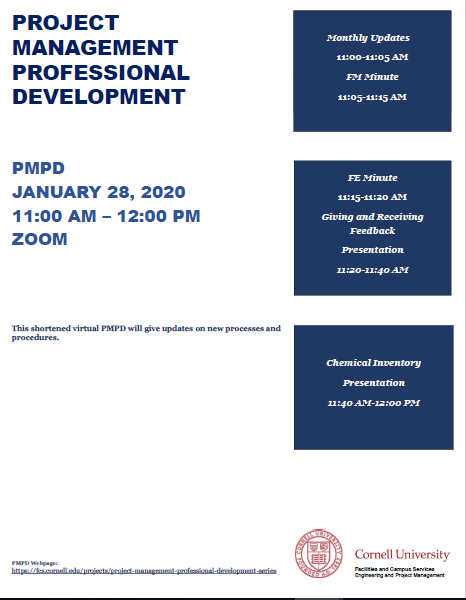 PROJECT
MANAGEMENT
PROFESSIONAL
DEVELOPMENT
PMPD
JANUARY 28, 2020
11:00 AM – 12:00 PM
ZOOM
This shortened virtual PMPD will give updates on new processes and
procedures.
PMPD Webpage:
https://fcs.cornell.edu/projects/project-management-professional-development-series
Monthly Updates
11:00-11:05 AM
FM Minute
11:05-11:15 AM
FE Minute
11:15-11:20 AM
Giving and Receiving
Feedback
Presentation
11:20-11:40 AM
Chemical Inventory
Presentation
11:40 AM-12:00 PM
CORNELL UNIVERSITY
FOUNDED A.D. 1865
Cornell University
Facilities and Campus Services
Engineering and Project Management